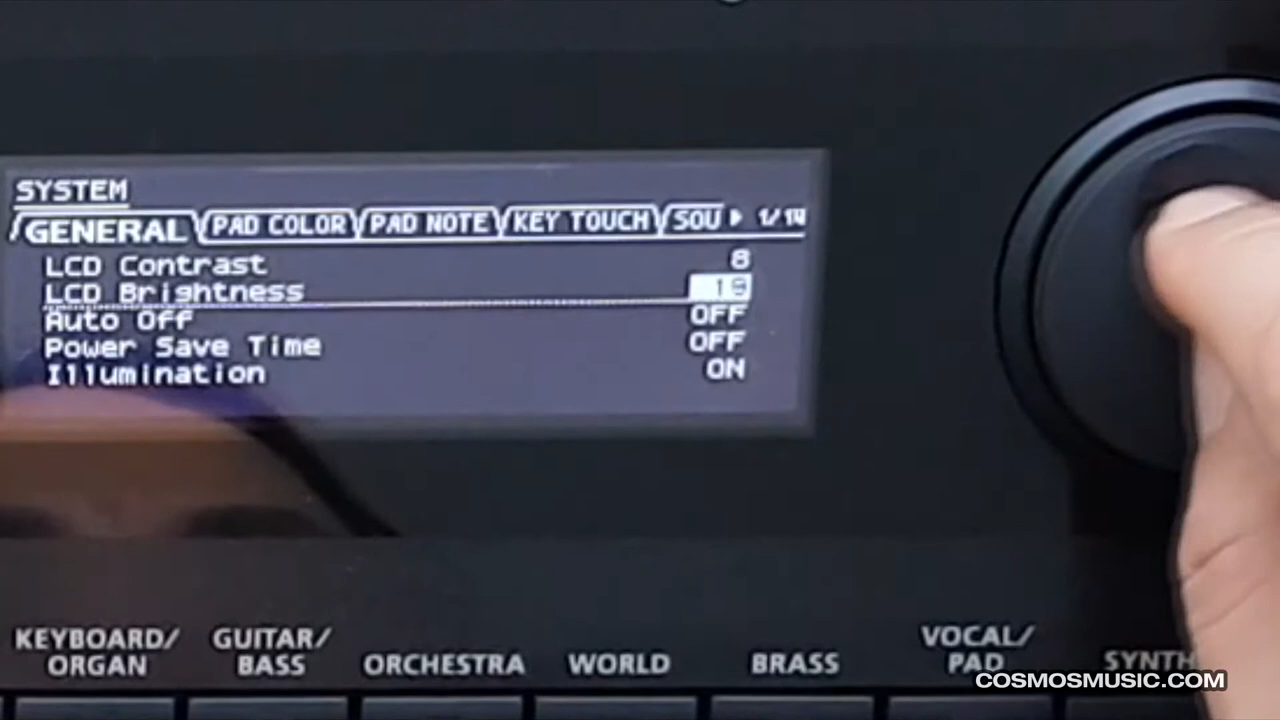 SYSTEM
GENERAL PAD COLOR PAD NOTE KEY TOUCH SOU 1/14
LCD Contrast 8
LCD Brightness
Auto Off OFF
Power Save Time OFF
Illumination ON
KEYBOARD/
ORGAN
GUITAR/
BASS
ORCHESTRA
WORLD
BRASS
VOCAL/
PAD
SYNTH
COSMOSMUSIC.COM